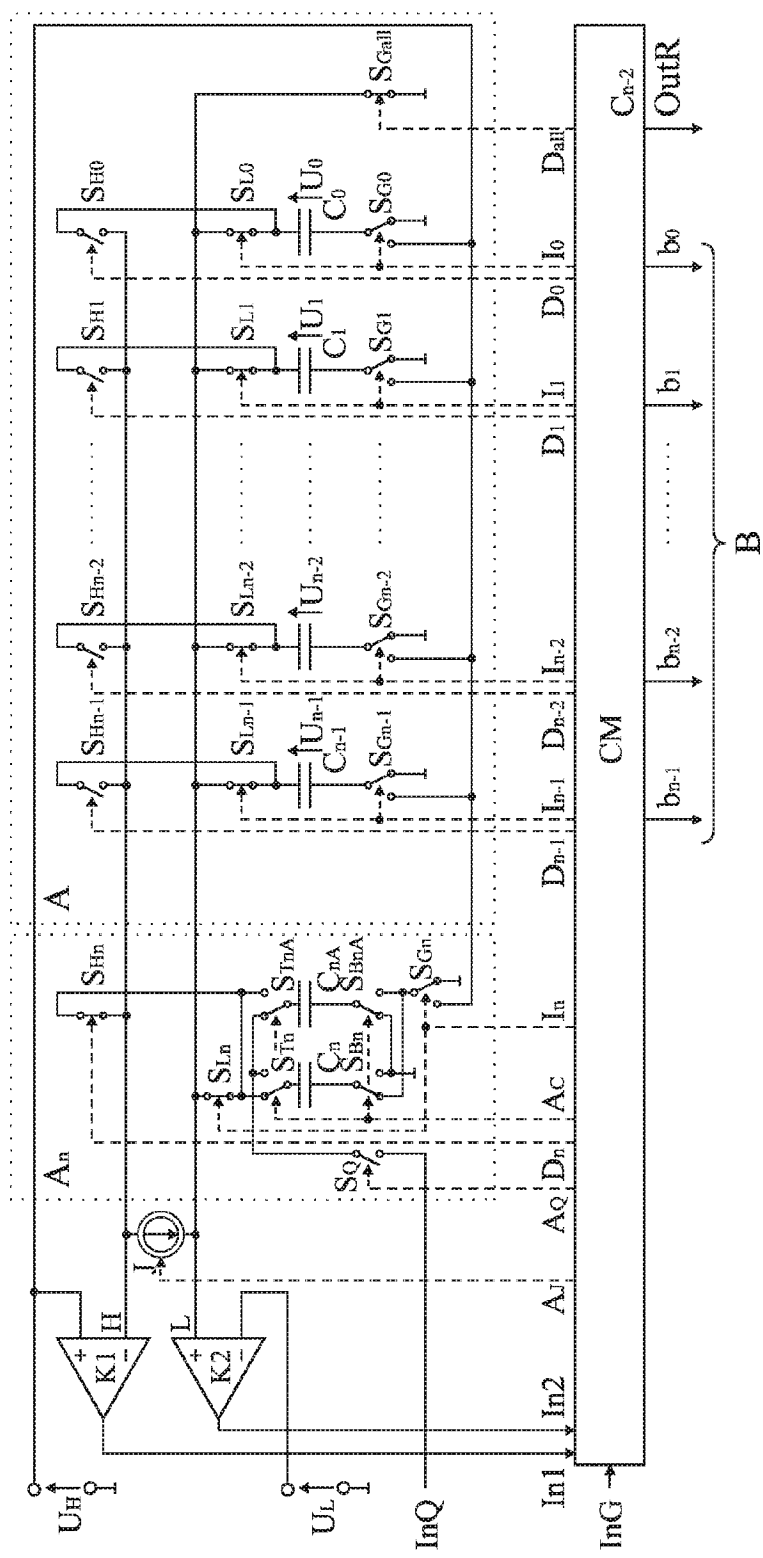 A
An
SHn
SHn-1
SHn-2
SH1
SH0
SLn
SLn-1
SLn-2
SL1
SL0
STn
STnA
Cn
CnA
SBn
SBnA
SGn
SQ
Un-1
Cn-1
Un-2
U1
C1
U0
C0
SGn-1
SGn-2
SG1
SG0
SGall
J
H
L
+
−
K1
+
−
K2
UH
UL
InQ
In1
In2
AJ
AQ
Dn
AC
In
Dn-1
In-1
Dn-2
In-2
D1
I1
D0
I0
Dall
InG
CM
Cn-2
bn-1
bn-2
b1
b0
OutR
B